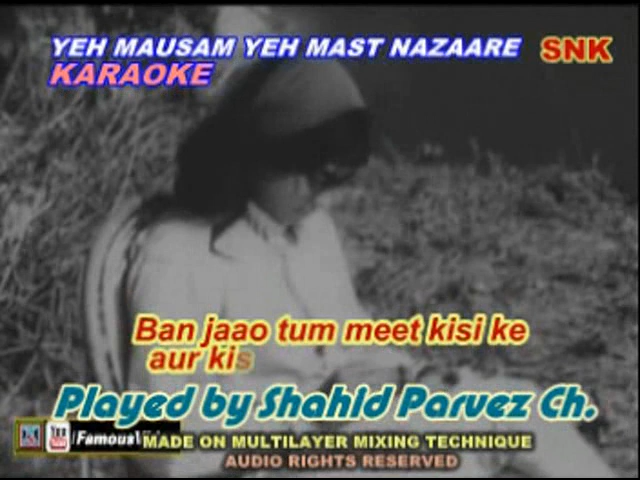 YEH MAUSAM YEH MAST NAZAARE SNK
KARAOKE
Ban jaao tum meet kisi ke
aur kis
Played by Shahid Parvez Ch.
Famous
MADE ON MULTILAYER MIXING TECHNIQUE
AUDIO RIGHTS RESERVED